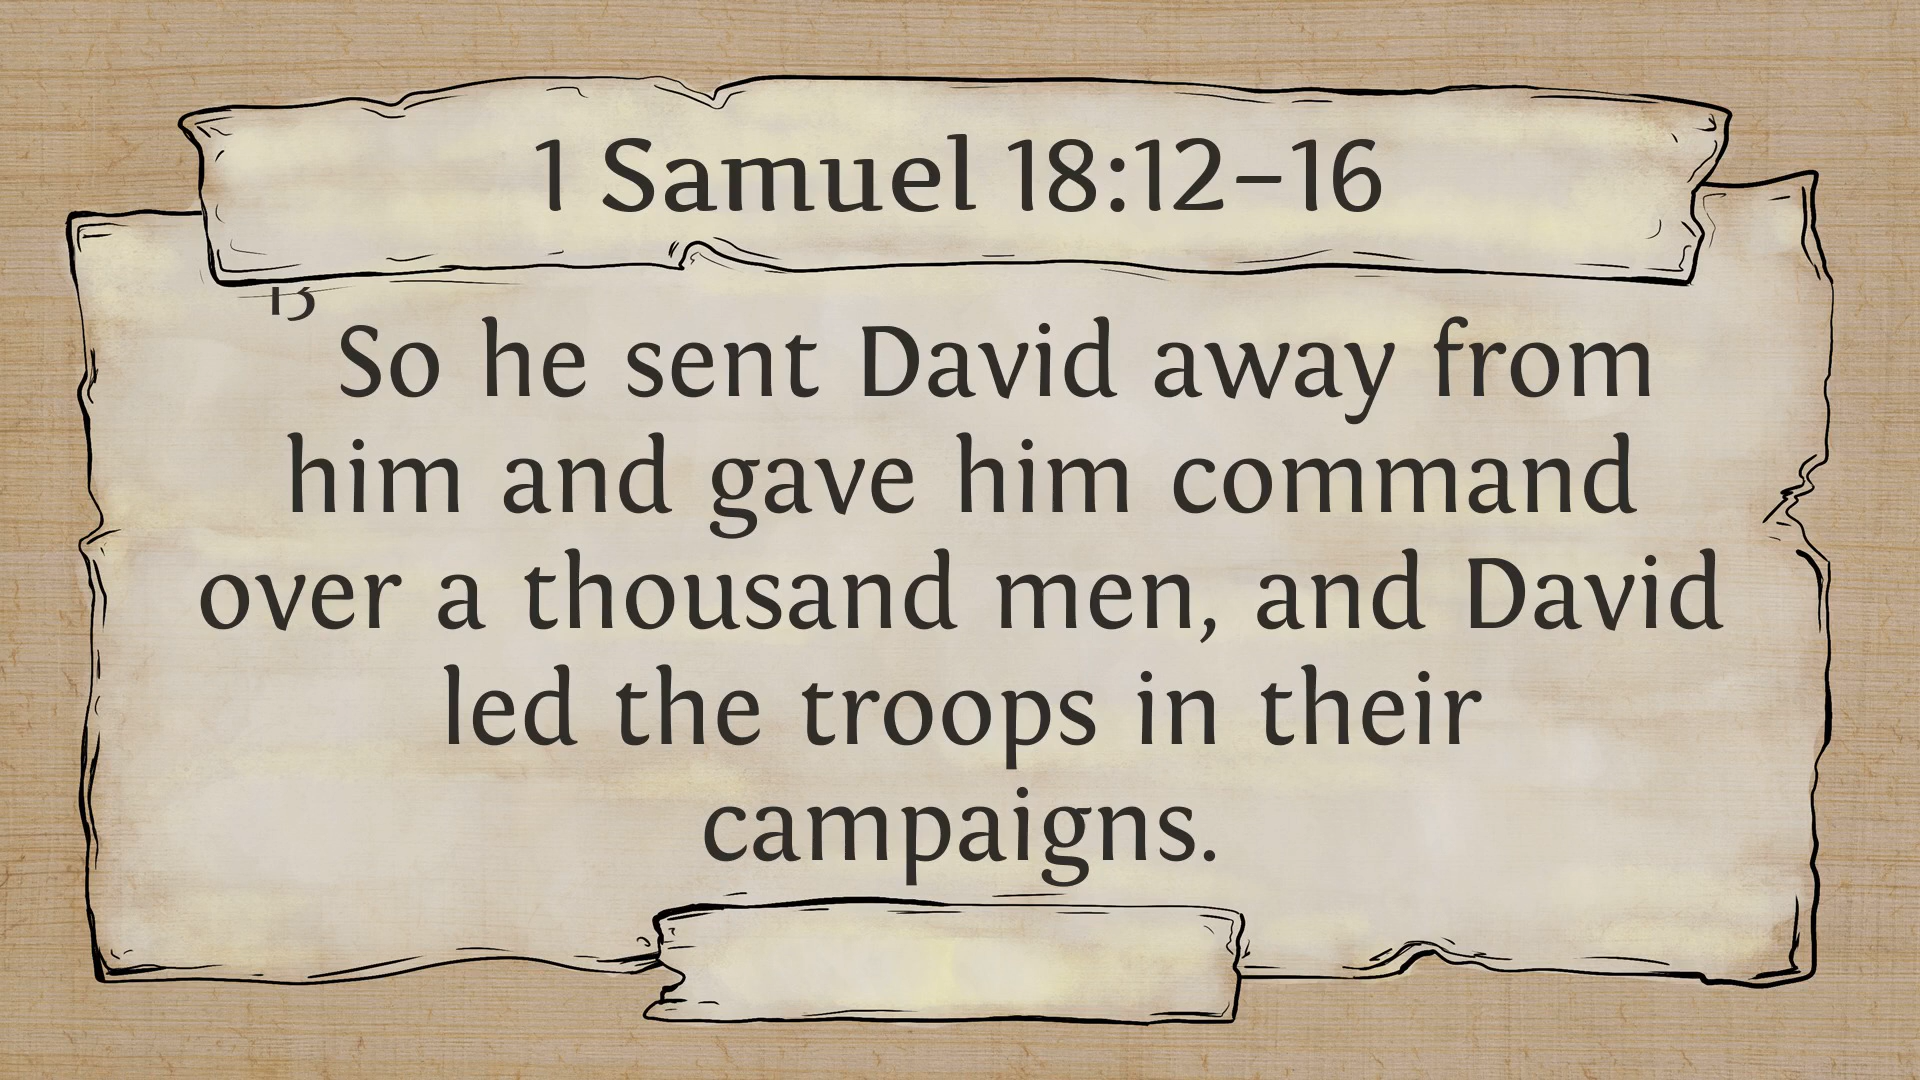 1 Samuel 18:12–16
13 So he sent David away from
him and gave him command
over a thousand men, and David
led the troops in their
campaigns.